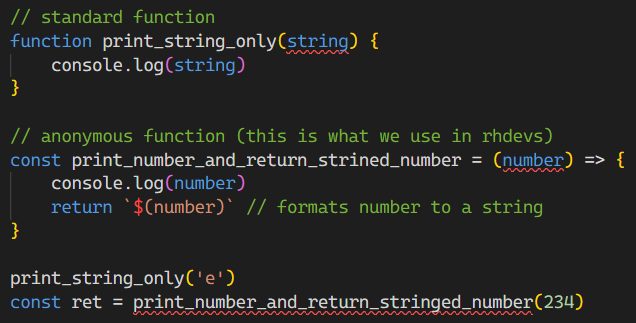 // standard function
function print_string_only(string) {
    console.log(string)
}

// anonymous function (this is what we use in rhdevs)
const print_number_and_return_strined_number = (number) => {
    console.log(number)
    return `$(number)` // formats number to a string
}

print_string_only('e')
const ret = print_number_and_return_stringed_number(234)